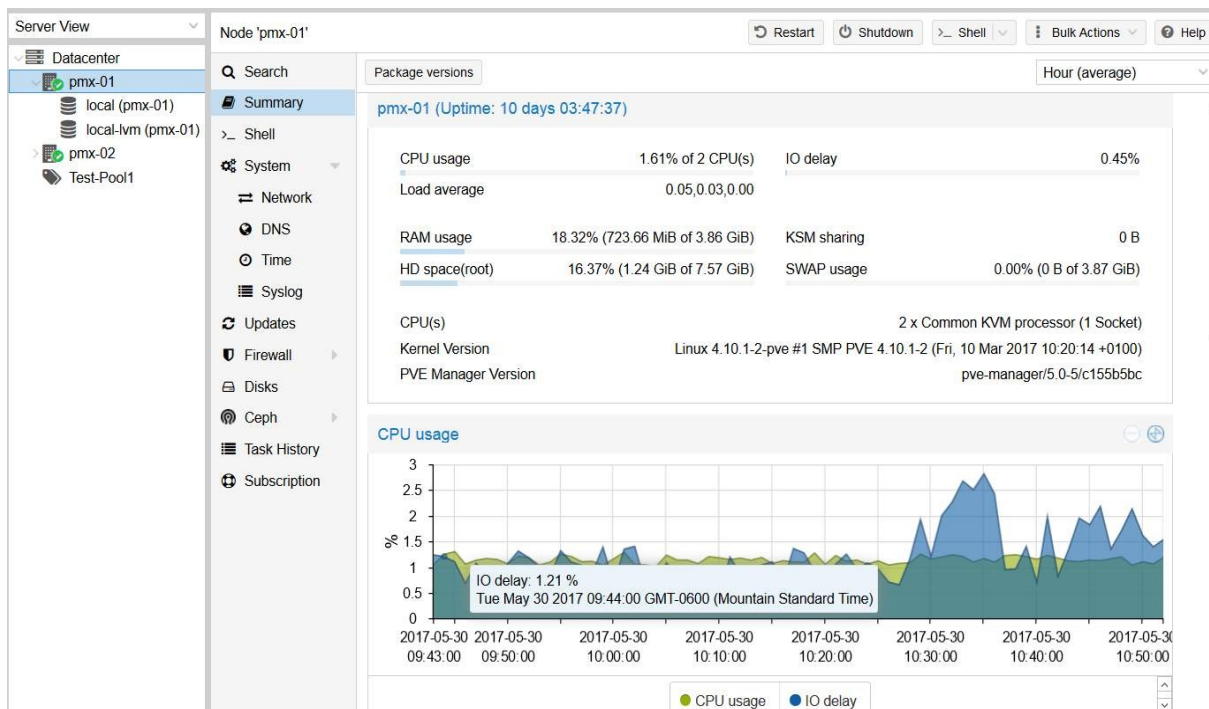 Server View
Datacenter
pmx-01
local (pmx-01)
local-lvm (pmx-01)
pmx-02
Test-Pool1
Node 'pmx-01'
Restart
Shutdown
>_ Shell
Bulk Actions
Help
Search
Summary
>_ Shell
System
Network
DNS
Time
Syslog
Updates
Firewall
Disks
Ceph
Task History
Subscription
Package versions
Hour (average)
pmx-01 (Uptime: 10 days 03:47:37)
CPU usage 1.61% of 2 CPU(s)
IO delay 0.45%
Load average 0.05,0.03,0.00
RAM usage 18.32% (723.66 MiB of 3.86 GiB)
KSM sharing 0 B
HD space(root) 16.37% (1.24 GiB of 7.57 GiB)
SWAP usage 0.00% (0 B of 3.87 GiB)
CPU(s) 2 x Common KVM processor (1 Socket)
Kernel Version Linux 4.10.1-2-pve #1 SMP PVE 4.10.1-2 (Fri, 10 Mar 2017 10:20:14 +0100)
PVE Manager Version pve-manager/5.0-5/c155b5bc
CPU usage
%
3
2.5
2
1.5
1
0.5
0
IO delay: 1.21 %
Tue May 30 2017 09:44:00 GMT-0600 (Mountain Standard Time)
2017-05-30 2017-05-30 2017-05-30 2017-05-30 2017-05-30 2017-05-30 2017-05-30 2017-05-3
09:43:00 09:50:00 10:00:00 10:10:00 10:20:00 10:30:00 10:40:00 10:50:00
CPU usage IO delay